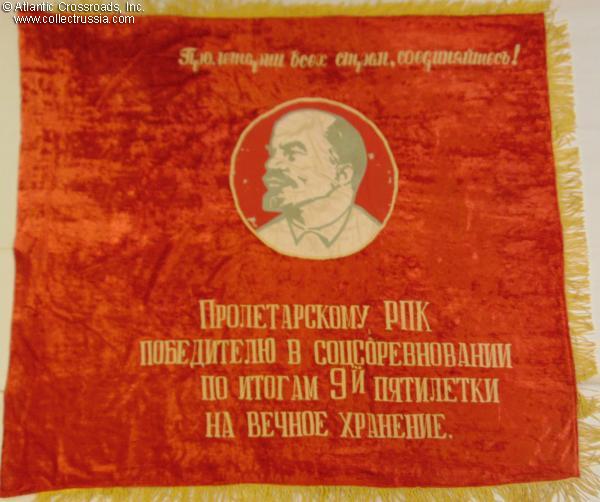 © Atlantic Crossroads, Inc.
www.collectrussia.com
Пролетарии всех стран, соединяйтесь!
ПРОЛЕТАРСКОМУ РПК
ПОБЕДИТЕЛЮ В СОЦСОРЕВНОВАНИИ
ПО ИТОГАМ 9Й ПЯТИЛЕТКИ
НА ВЕЧНОЕ ХРАНЕНИЕ.